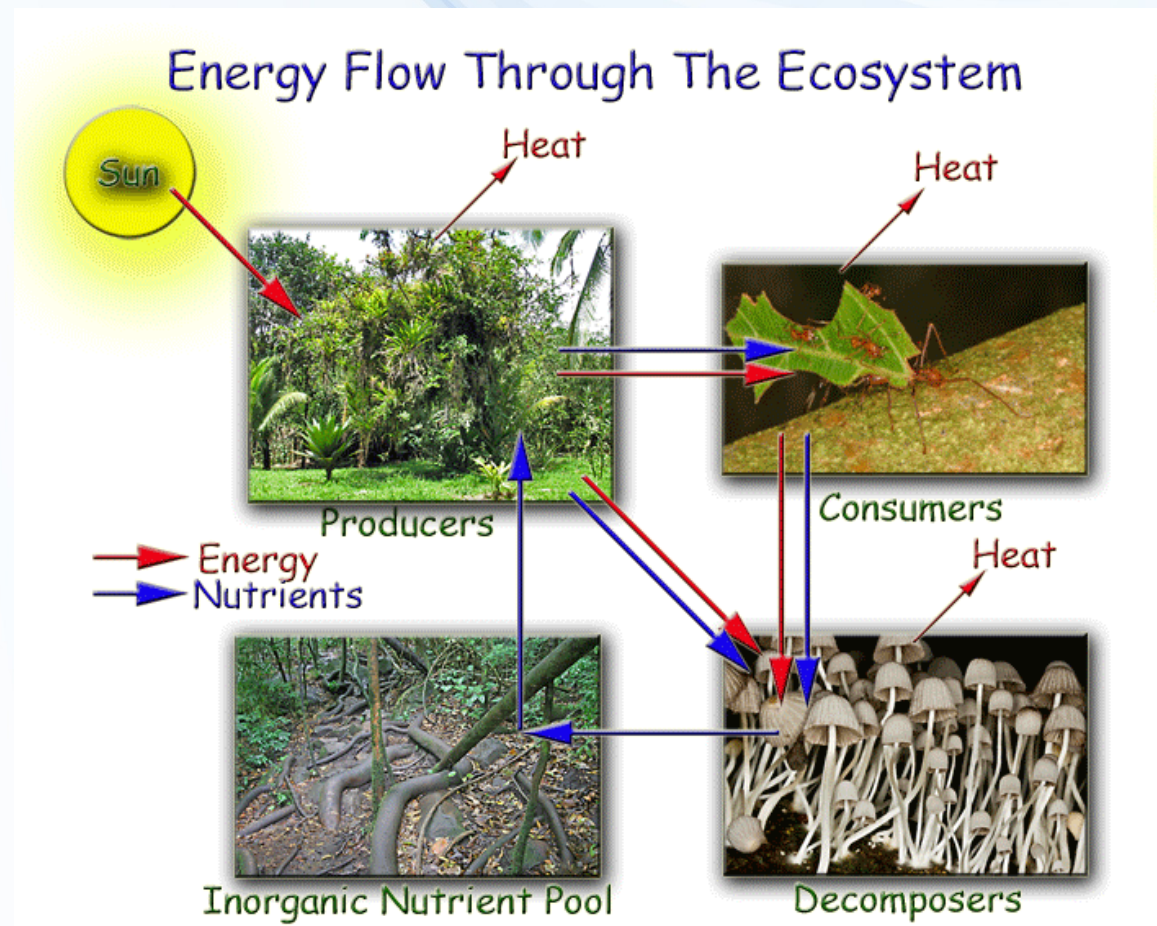 Energy Flow Through The Ecosystem
Sun
Heat
Heat
Producers
Consumers
Energy
Nutrients
Heat
Inorganic Nutrient Pool
Decomposers